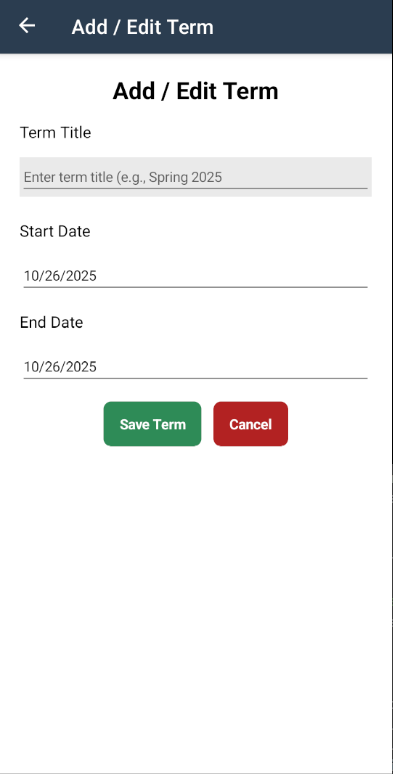 Add / Edit Term
Add / Edit Term
Term Title
Enter term title (e.g., Spring 2025
Start Date
10/26/2025
End Date
10/26/2025
Save Term Cancel